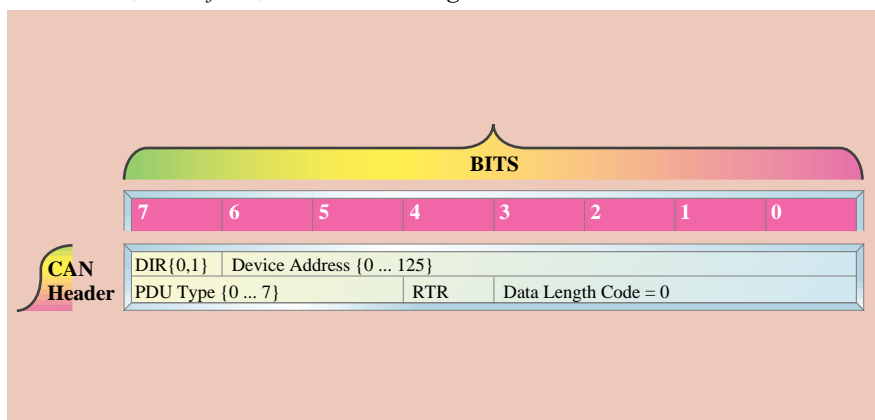 BITS
7 6 5 4 3 2 1 0
CAN Header
DIR{0,1} Device Address {0 ... 125}
PDU Type {0 ... 7} RTR Data Length Code = 0